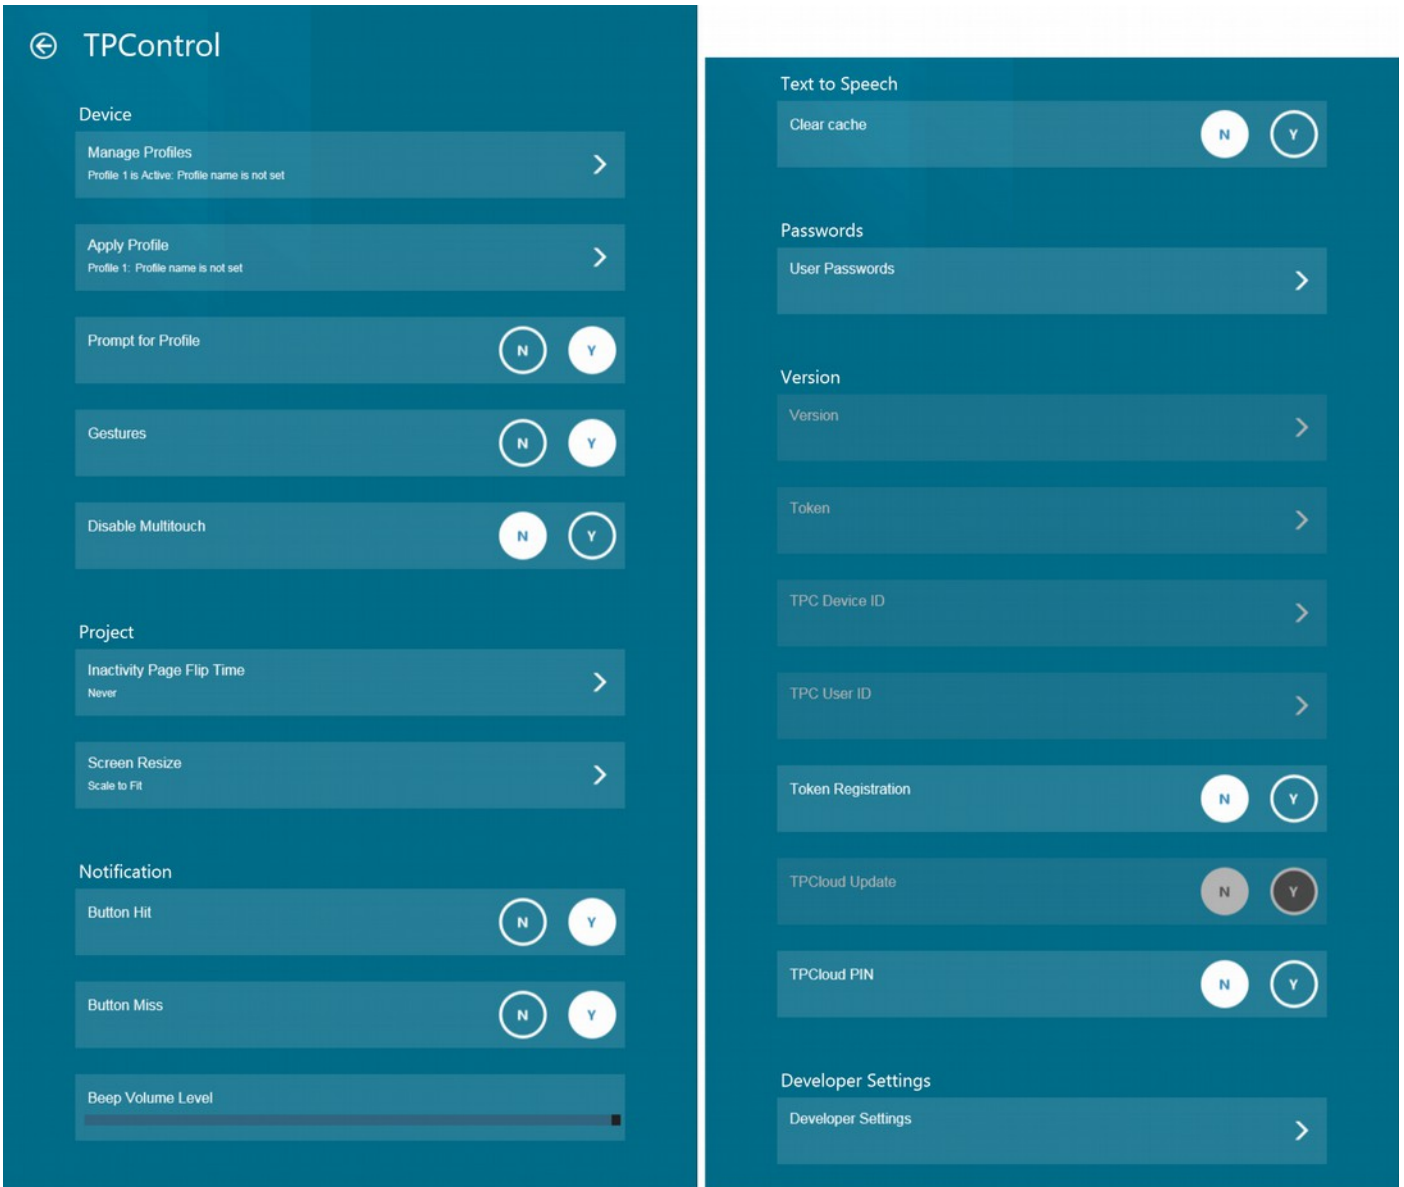 TPControl
Device
Manage Profiles
Profile 1 is Active: Profile name is not set
Apply Profile
Profile 1: Profile name is not set
Prompt for Profile
N Y
Gestures
N Y
Disable Multitouch
N Y
Project
Inactivity Page Flip Time
Never
Screen Resize
Scale to Fit
Notification
Button Hit
N Y
Button Miss
N Y
Beep Volume Level
Text to Speech
Clear cache
N Y
Passwords
User Passwords
Version
Version
Token
TPC Device ID
TPC User ID
Token Registration
N Y
TPCloud Update
N Y
TPCloud PIN
N Y
Developer Settings
Developer Settings